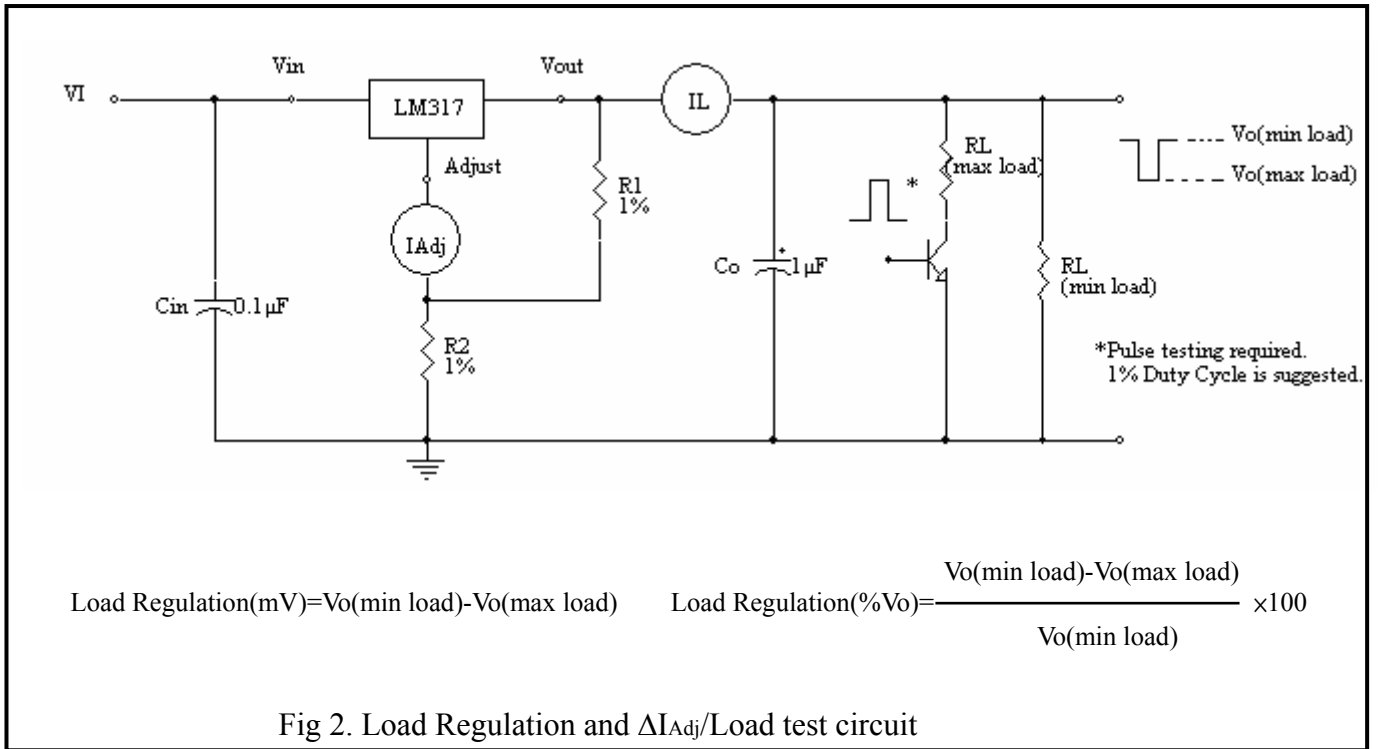 Vin
Vout
VI
LM317
IL
Adjust
R1
1%
IAdj
RL
(max load)
*
Vo(min load)
Vo(max load)
Cin
0.1µF
R2
1%
Co
+
1µF
RL
(min load)
*Pulse testing required.
1% Duty Cycle is suggested.
Load Regulation(mV)=Vo(min load)-Vo(max load)
Load Regulation(%Vo)=
Vo(min load)-Vo(max load)
Vo(min load)
×100
Fig 2. Load Regulation and ΔIAdj/Load test circuit